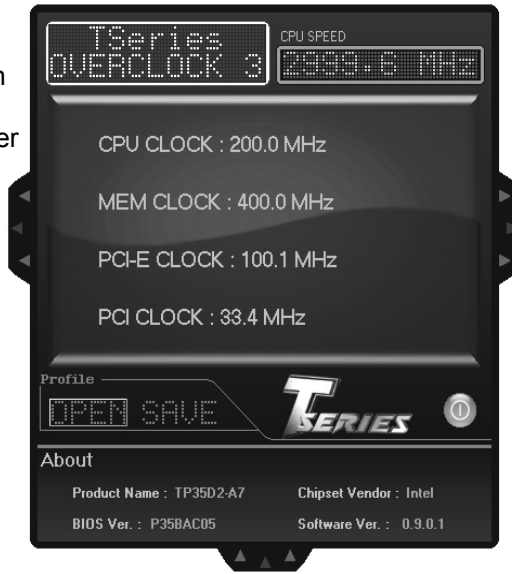 n
er
TSeries
OVERCLOCK 3
CPU SPEED
2999.6 MHz
CPU CLOCK : 200.0 MHz
MEM CLOCK : 400.0 MHz
PCI-E CLOCK : 100.1 MHz
PCI CLOCK : 33.4 MHz
Profile
OPEN SAVE
TSERIES
About
Product Name : TP35D2-A7 Chipset Vendor : Intel
BIOS Ver. : P35BAC05 Software Ver. : 0.9.0.1